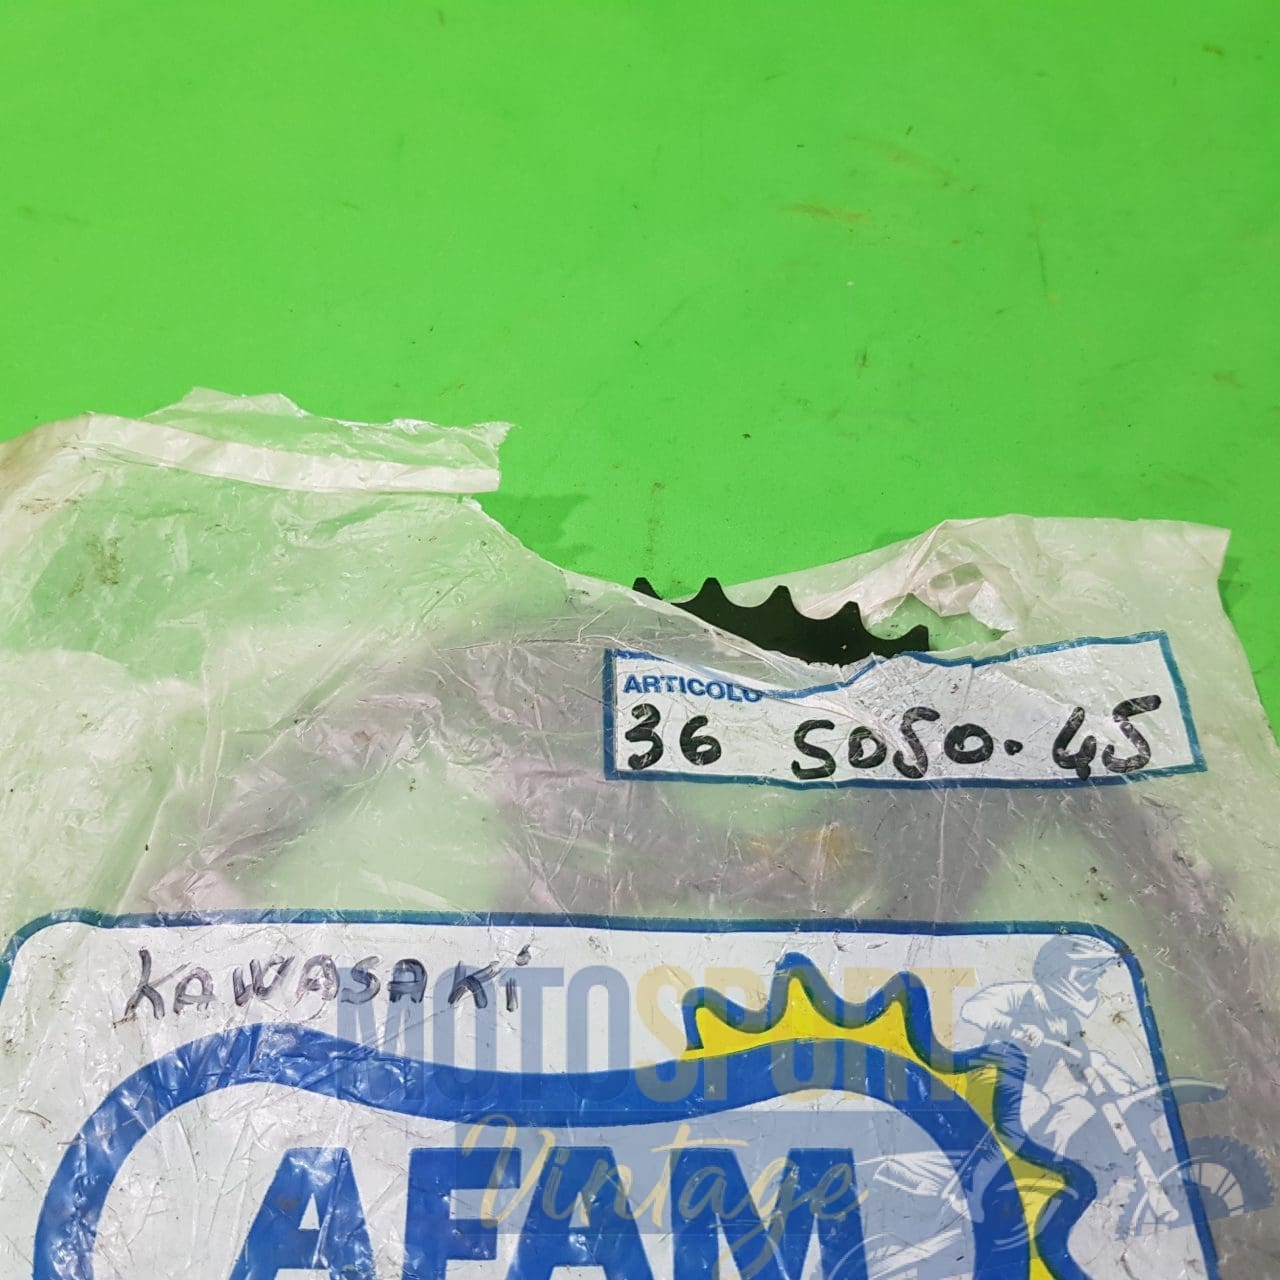 ARTICOLO
36 5050.45
KAWASAKi
MOTOSPORT
Vintage
AFAM